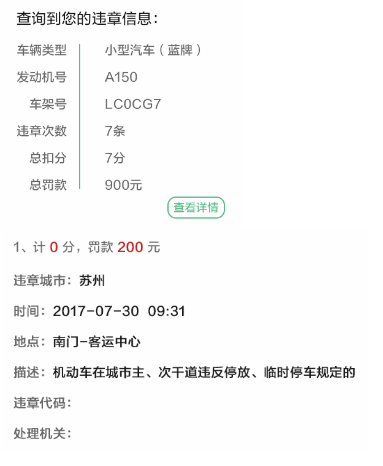 查询到您的违章信息：
车辆类型 小型汽车（蓝牌）
发动机号 A150
车架号 LC0CG7
违章次数 7条
总扣分 7分
总罚款 900元
查看详情
1、计 0 分，罚款 200 元
违章城市：苏州
时间：2017-07-30 09:31
地点：南门-客运中心
描述：机动车在城市主、次干道违反停放、临时停车规定的
违章代码：
处理机关：